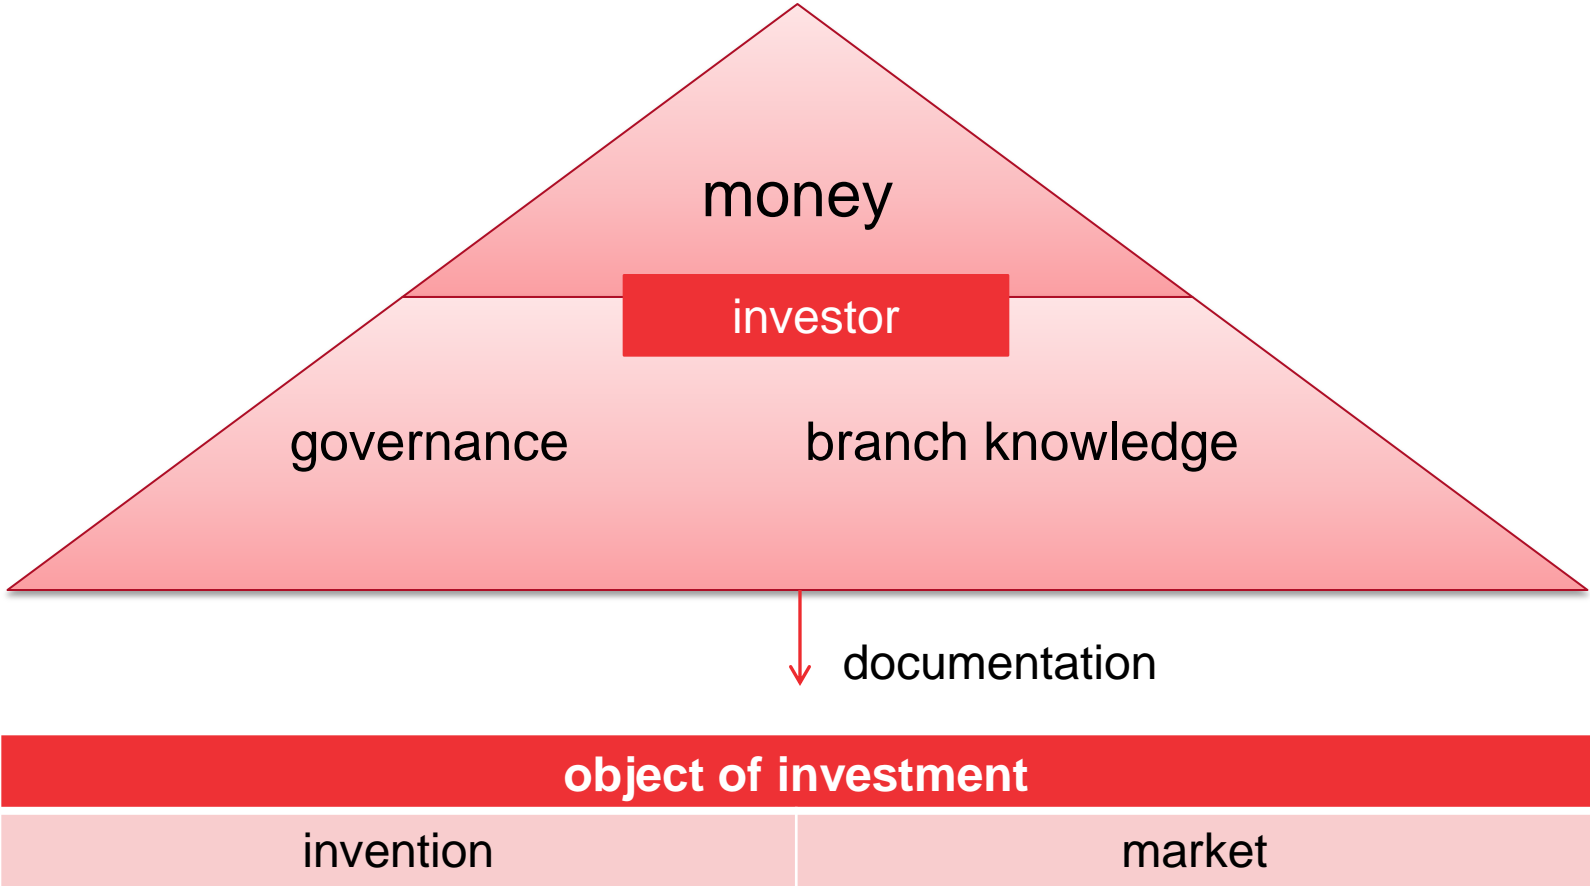 money
investor
governance branch knowledge
documentation
object of investment
invention market